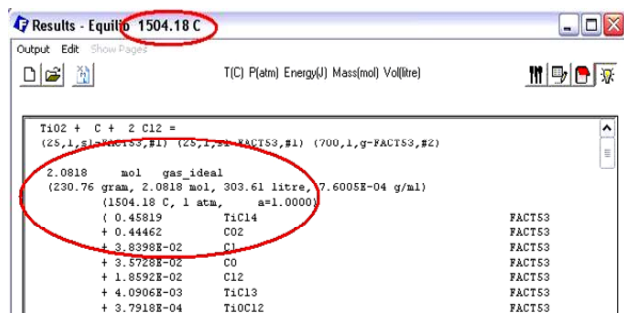 Results - Equilib 1504.18 C
Output Edit Show Pages
T(C) P(atm) Energy(J) Mass(mol) Vol(litre)
TiO2 + C + 2 Cl2 =
(25,1,s1-FACT53,#1) (25,1,s1-FACT53,#1) (700,1,g-FACT53,#2)
2.0818 mol gas_ideal
(230.76 gram, 2.0818 mol, 303.61 litre, 7.6005E-04 g/ml)
(1504.18 C, 1 atm, a=1.0000)
( 0.45819 TiCl4 FACT53
+ 0.44462 CO2 FACT53
+ 3.8398E-02 Cl FACT53
+ 3.5728E-02 CO FACT53
+ 1.8592E-02 Cl2 FACT53
+ 4.0906E-03 TiCl3 FACT53
+ 3.7918E-04 TiOCl2 FACT53